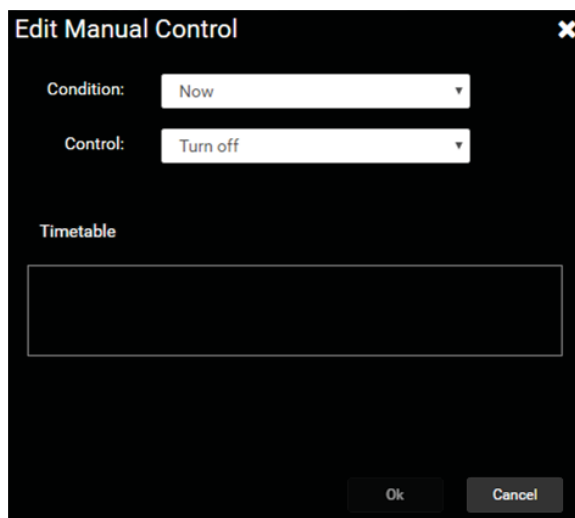 Edit Manual Control
Condition: Now
Control: Turn off
Timetable
Ok Cancel